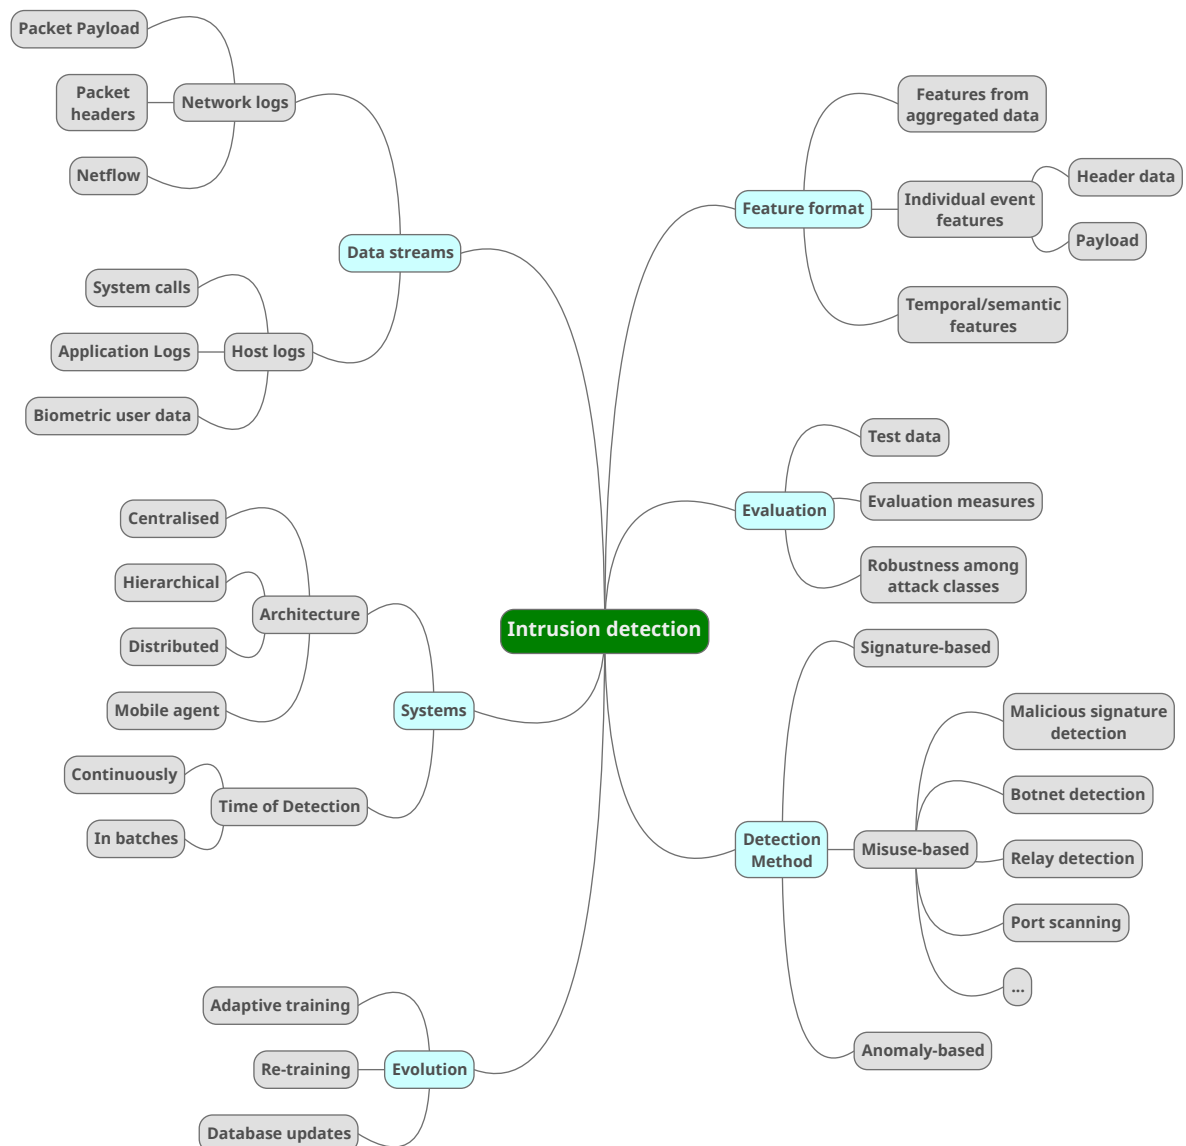 Packet Payload
Packet
headers
Network logs
Netflow
Data streams
System calls
Application Logs
Host logs
Biometric user data
Centralised
Hierarchical
Architecture
Distributed
Mobile agent
Systems
Continuously
Time of Detection
In batches
Adaptive training
Re-training
Evolution
Database updates
Intrusion detection
Features from
aggregated data
Feature format
Individual event
features
Header data
Payload
Temporal/semantic
features
Test data
Evaluation
Evaluation measures
Robustness among
attack classes
Signature-based
Detection
Method
Misuse-based
Malicious signature
detection
Botnet detection
Relay detection
Port scanning
...
Anomaly-based